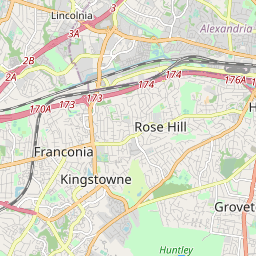 Lincolnia
3
Alexandria
3A
2B
2A
174
174
176A
170A
173
173
H
Rose Hill
Franconia
Kingstowne
Grovet
Huntley